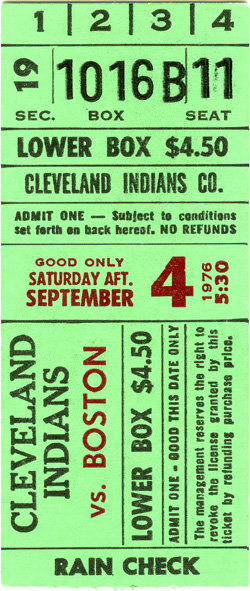 1 2 3 4
19 1016B 11
SEC. BOX SEAT
LOWER BOX $4.50
CLEVELAND INDIANS CO.
ADMIT ONE — Subject to conditions
set forth on back hereof. NO REFUNDS
GOOD ONLY
SATURDAY AFT.
SEPTEMBER
4
1976
5:30
CLEVELAND
INDIANS
vs. BOSTON
LOWER BOX $4.50
ADMIT ONE - GOOD THIS DATE ONLY
The management reserves the right to
revoke the license granted by this
ticket by refunding purchase price.
RAIN CHECK